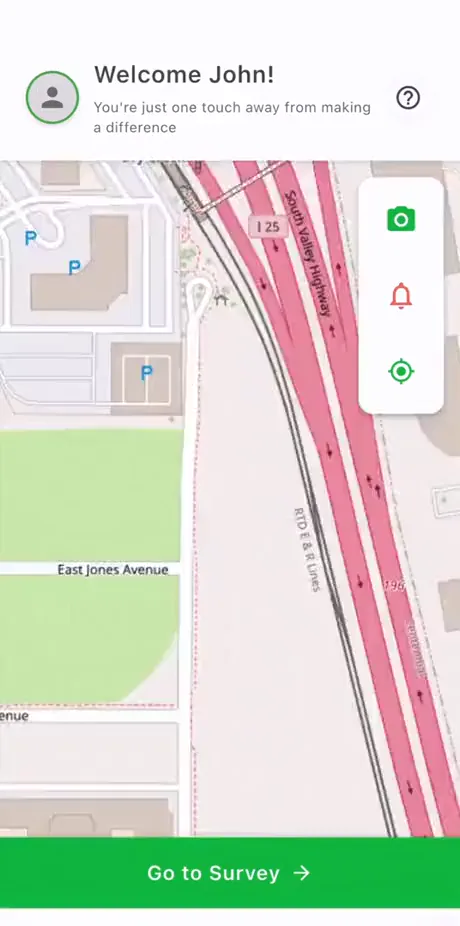 Welcome John!
You're just one touch away from making
a difference
I 25
South Valley Highway
P
P
P
RTD E & R Lines
East Jones Avenue
196
enue
Go to Survey →